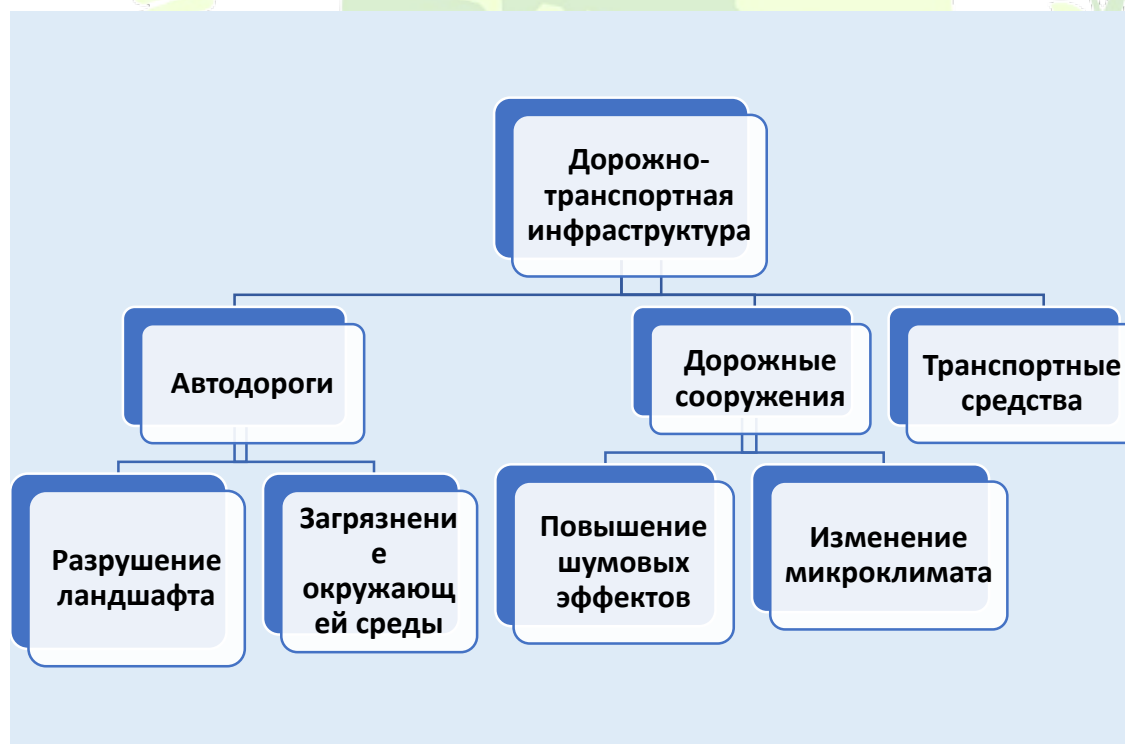 Дорожно-
транспортная
инфраструктура
Автодороги
Дорожные
сооружения
Транспортные
средства
Разрушение
ландшафта
Загрязнени
е
окружающ
ей среды
Повышение
шумовых
эффектов
Изменение
микроклимата